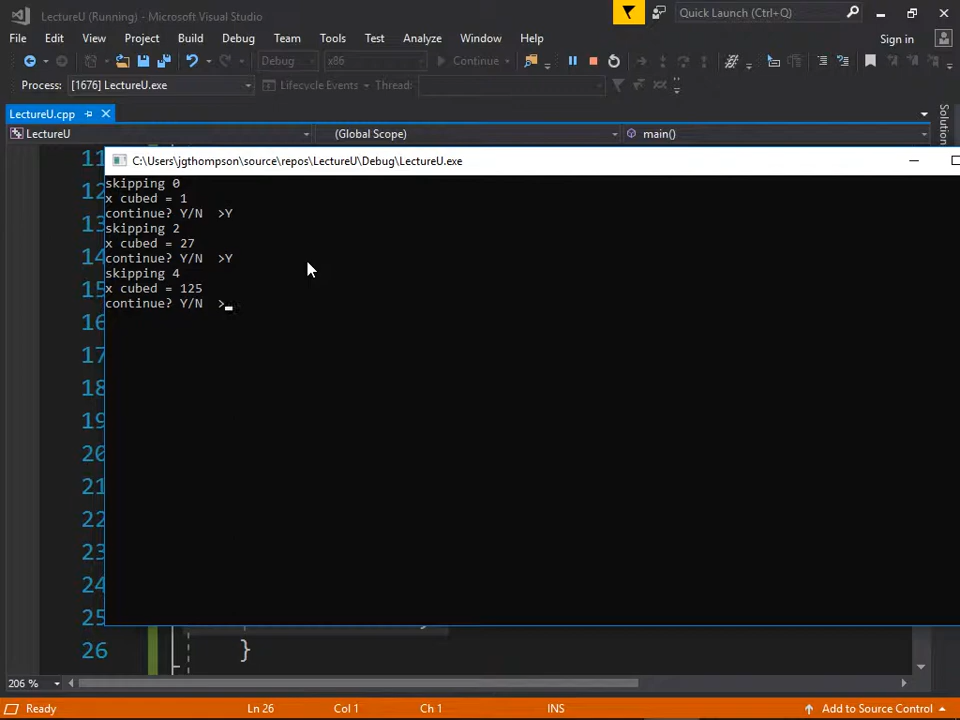 LectureU (Running) - Microsoft Visual Studio
Quick Launch (Ctrl+Q)
File Edit View Project Build Debug Team Tools Test Analyze Window Help
Sign in
Debug x86 Continue
Process: [1676] LectureU.exe Lifecycle Events Thread:
LectureU.cpp
Solution
LectureU (Global Scope) main()
11
C:\Users\jgthompson\source\repos\LectureU\Debug\LectureU.exe
12
skipping 0
x cubed = 1
13
continue? Y/N >Y
skipping 2
x cubed = 27
14
continue? Y/N >Y
skipping 4
15
x cubed = 125
continue? Y/N >
16
17
18
19
20
21
22
23
24
25
26 }
206 %
Ready Ln 26 Col 1 Ch 1 INS Add to Source Control